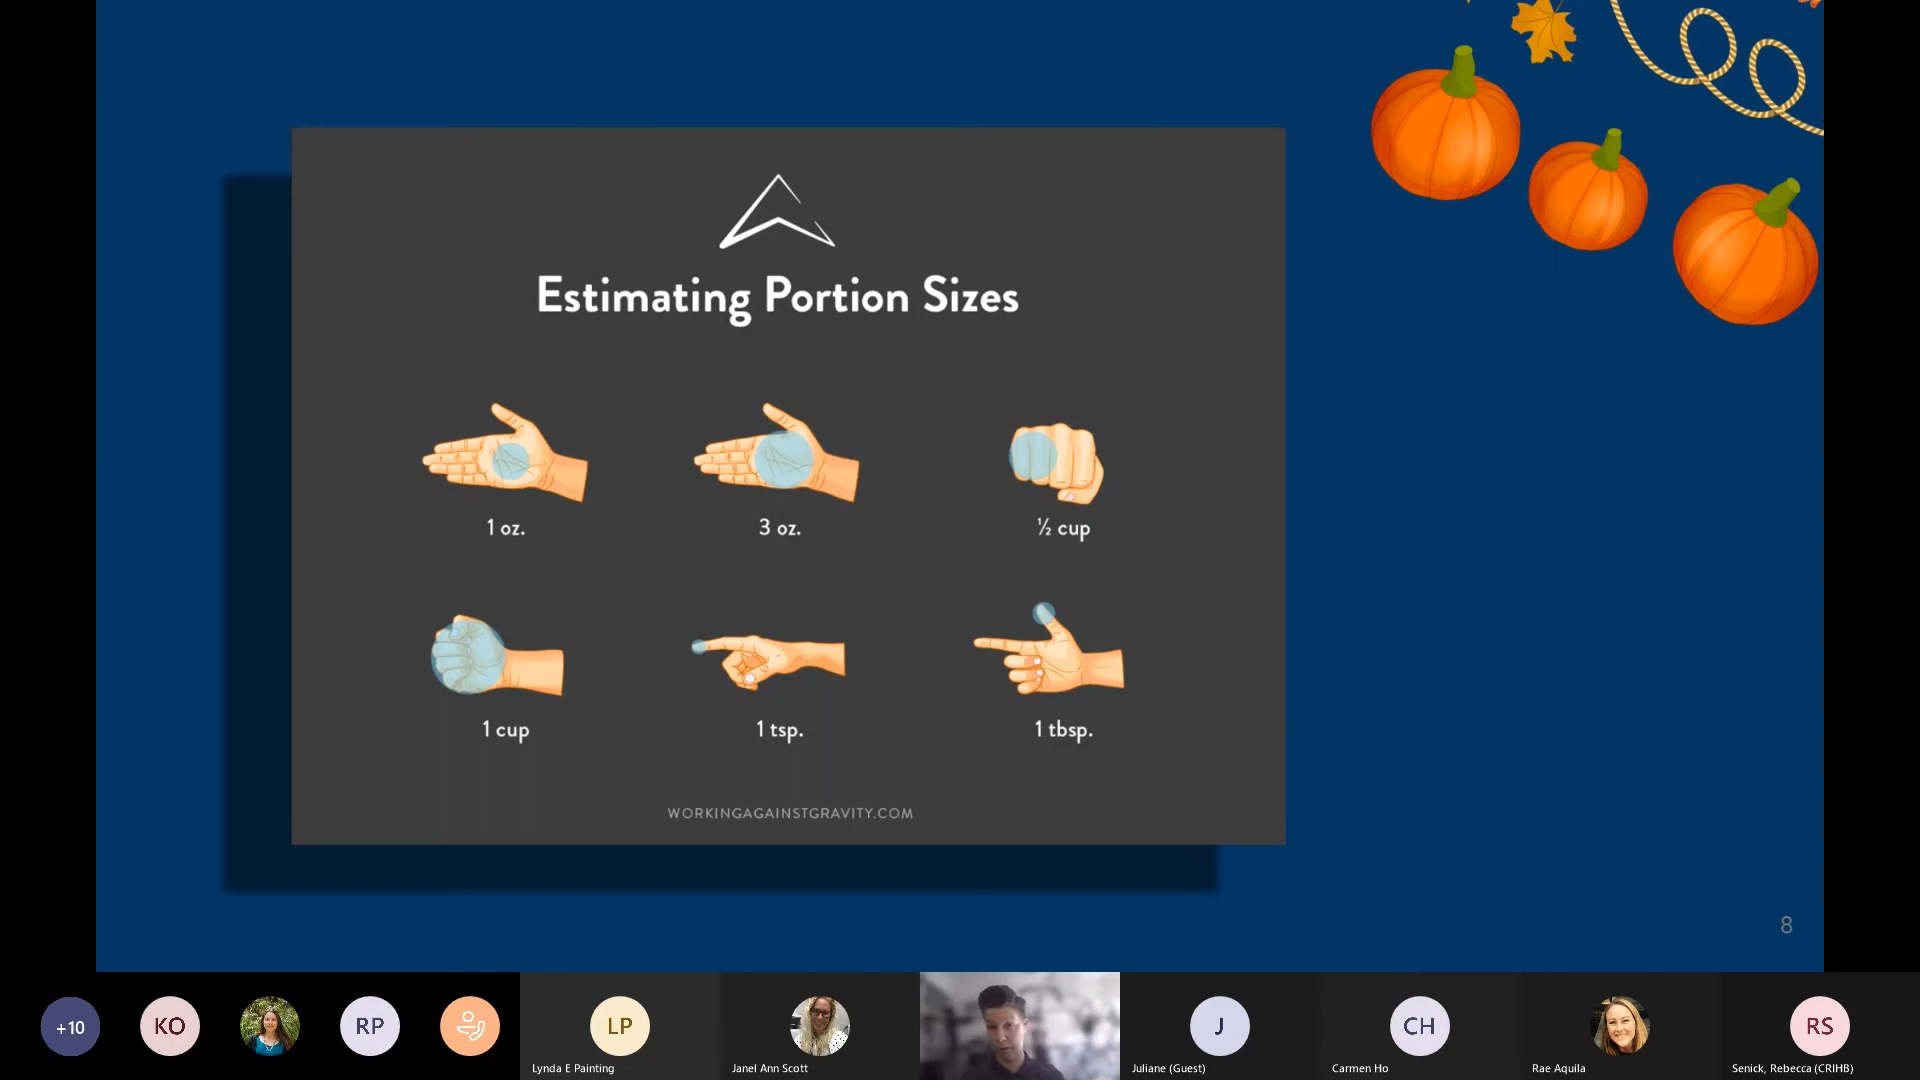 Estimating Portion Sizes
1 oz.
3 oz.
½ cup
1 cup
1 tsp.
1 tbsp.
WORKINGAGAINSTGRAVITY.COM
8
+10
KO
RP
LP
J
CH
RS
Lynda E Painting
Janel Ann Scott
Juliane (Guest)
Carmen Ho
Rae Aquila
Senick, Rebecca (CRIHB)